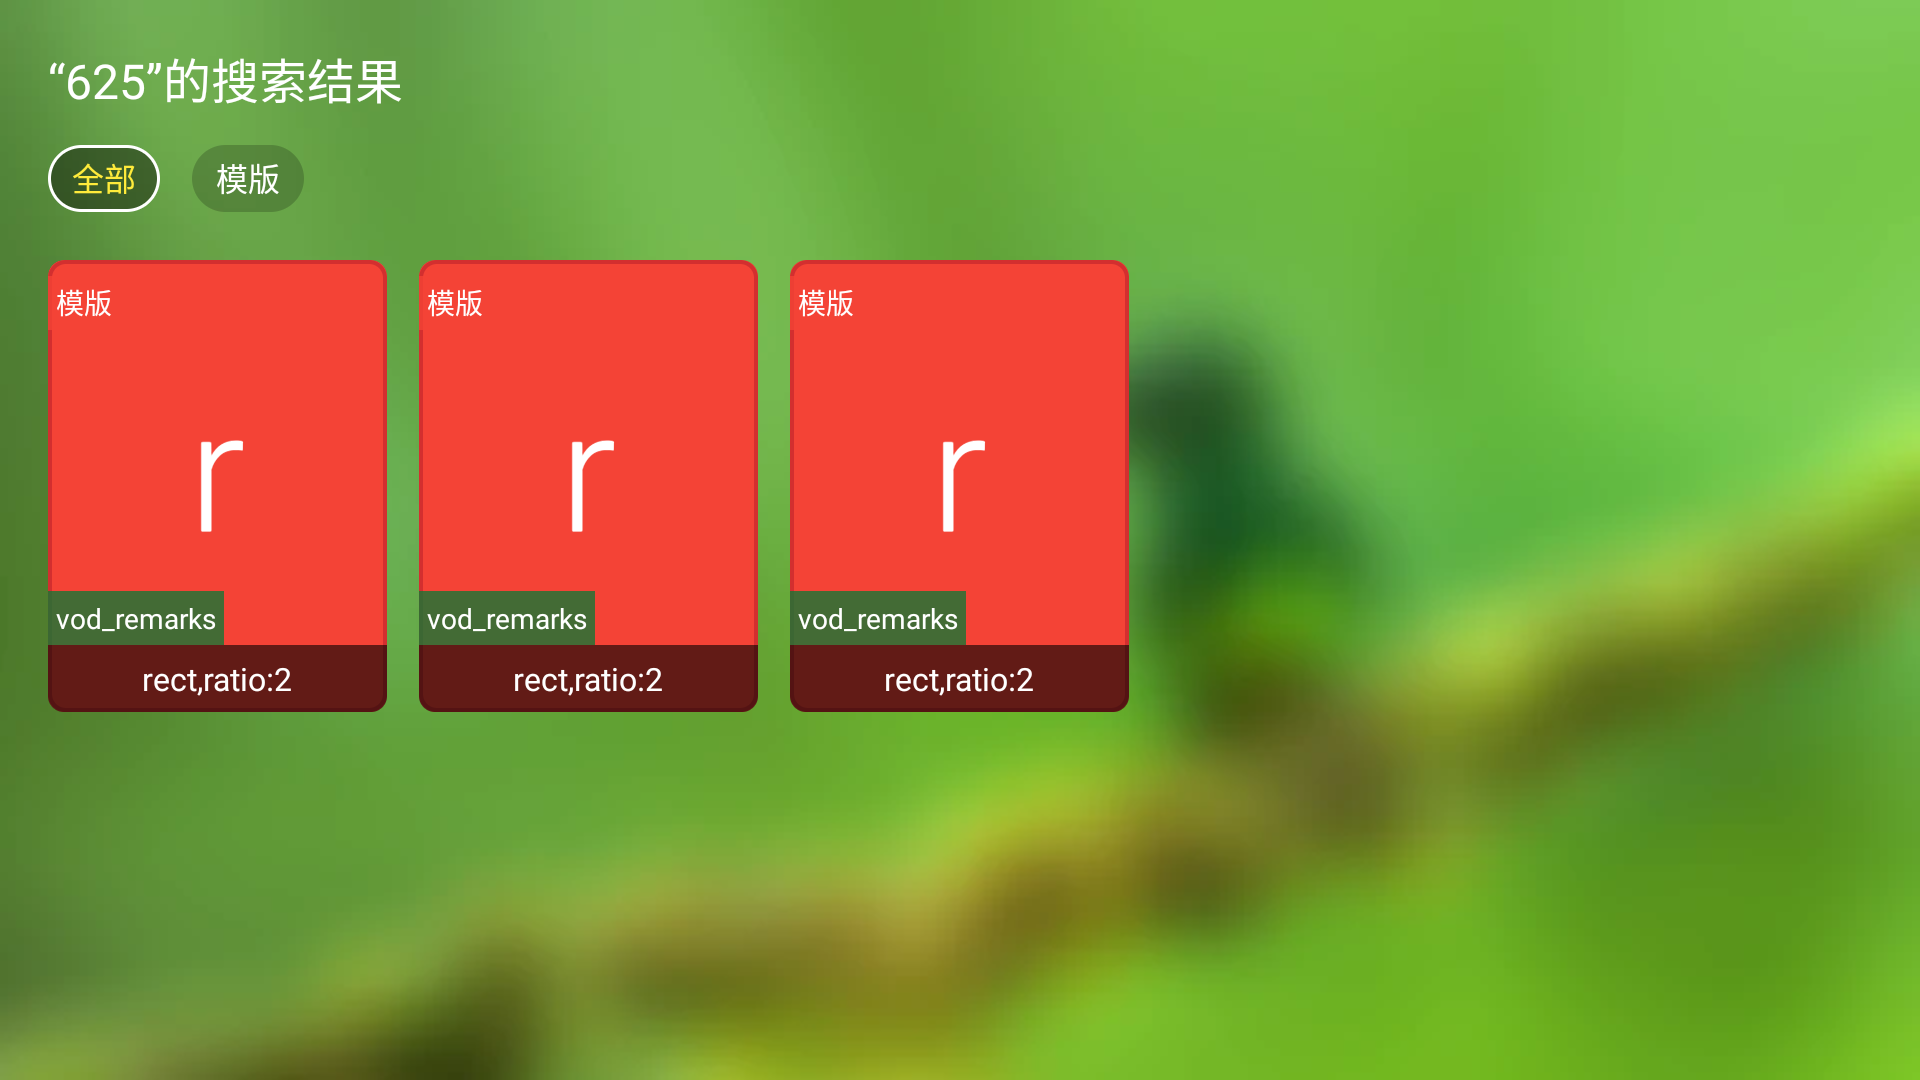 “625”的搜索结果
全部 模版
模版 模版 模版
r r r
vod_remarks vod_remarks vod_remarks
rect,ratio:2 rect,ratio:2 rect,ratio:2